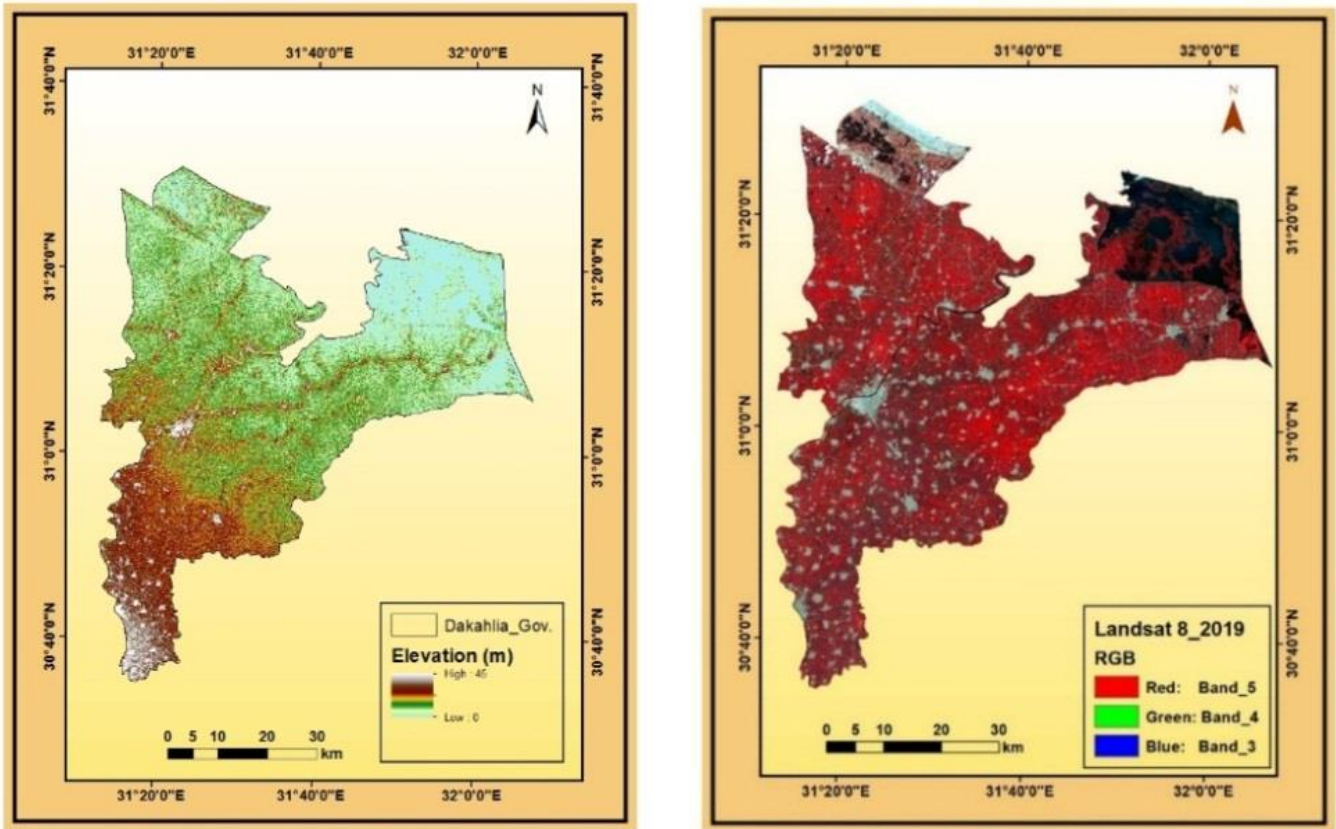 31°20'0"E 31°40'0"E 32°0'0"E
31°40'0"N
31°40'0"N
N
31°20'0"N
31°20'0"N
31°0'0"N
31°0'0"N
30°40'0"N
30°40'0"N
Dakahlia_Gov.
Elevation (m)
High : 45
Low : 0
0 5 10 20 30
km
31°20'0"E 31°40'0"E 32°0'0"E
31°20'0"E 31°40'0"E 32°0'0"E
N
31°20'0"N
31°20'0"N
31°0'0"N
31°0'0"N
30°40'0"N
30°40'0"N
Landsat 8_2019
RGB
Red: Band_5
Green: Band_4
Blue: Band_3
0 5 10 20 30
km
31°20'0"E 31°40'0"E 32°0'0"E